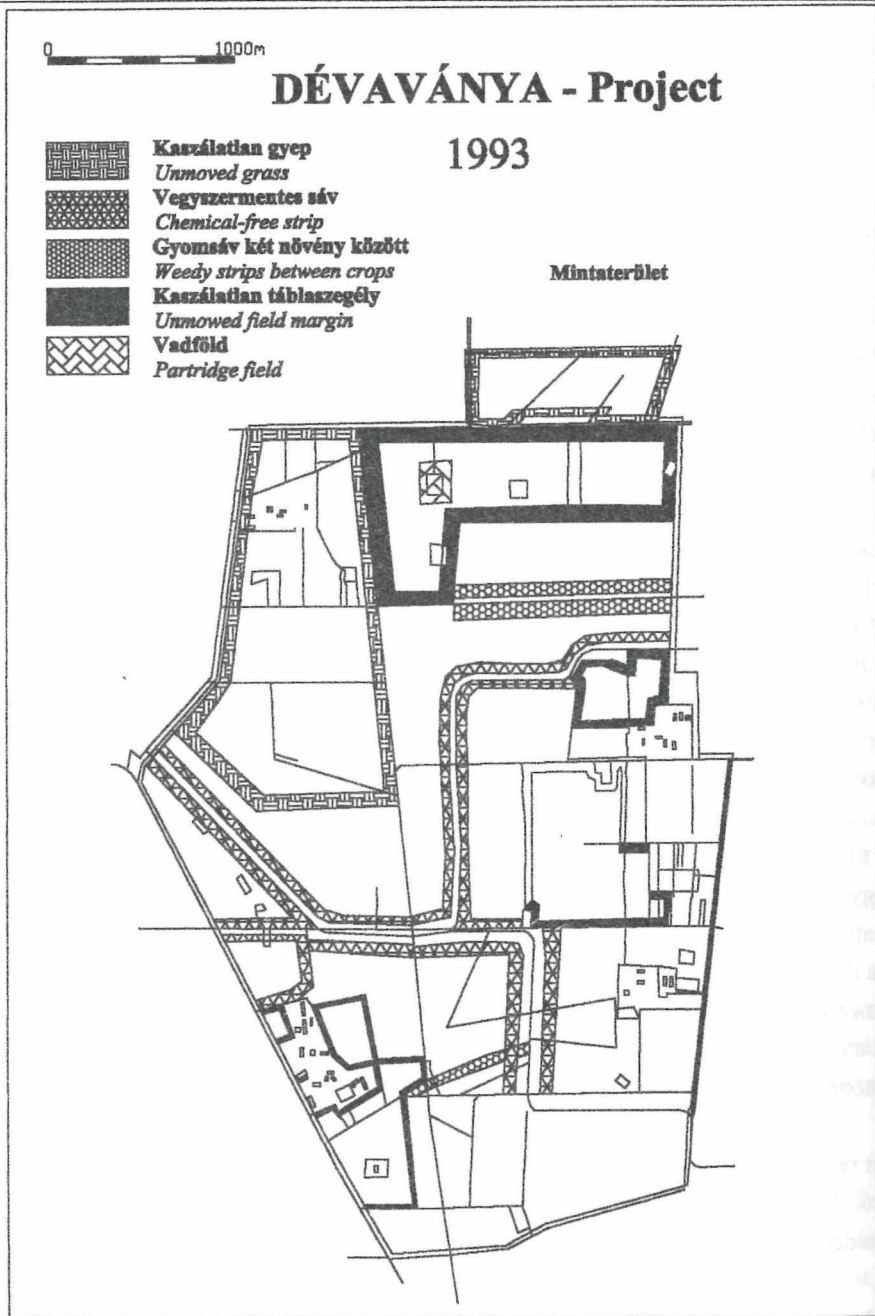 0 1000m
DÉVAVÁNYA - Project
1993
Kaszálatlan gyep
Unmoved grass
Vegyszermentes sáv
Chemical-free strip
Gyomsáv két növény között
Weedy strips between crops
Kaszálatlan táblaszegély
Unmowed field margin
Vadföld
Partridge field
Mintaterület